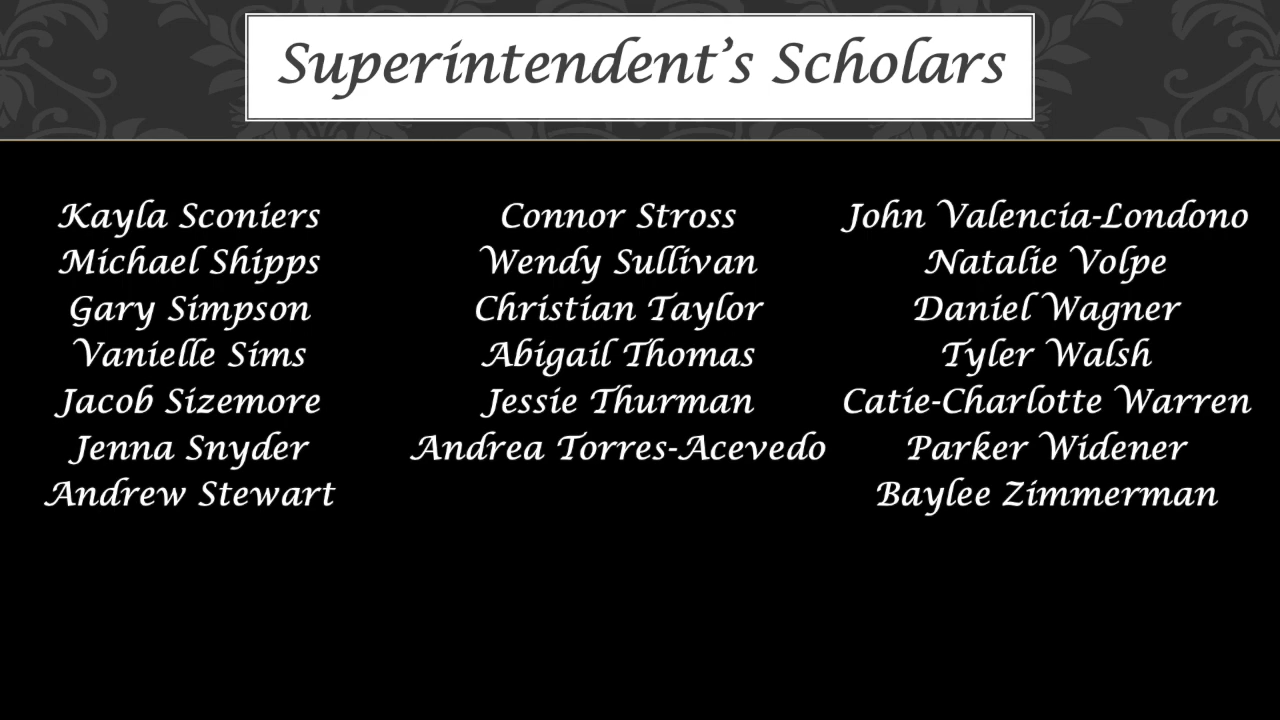 Superintendent's Scholars
Kayla Sconiers
Michael Shipps
Gary Simpson
Vanielle Sims
Jacob Sizemore
Jenna Snyder
Andrew Stewart
Connor Stross
Wendy Sullivan
Christian Taylor
Abigail Thomas
Jessie Thurman
Andrea Torres-Acevedo
John Valencia-Londono
Natalie Volpe
Daniel Wagner
Tyler Walsh
Catie-Charlotte Warren
Parker Widener
Baylee Zimmerman